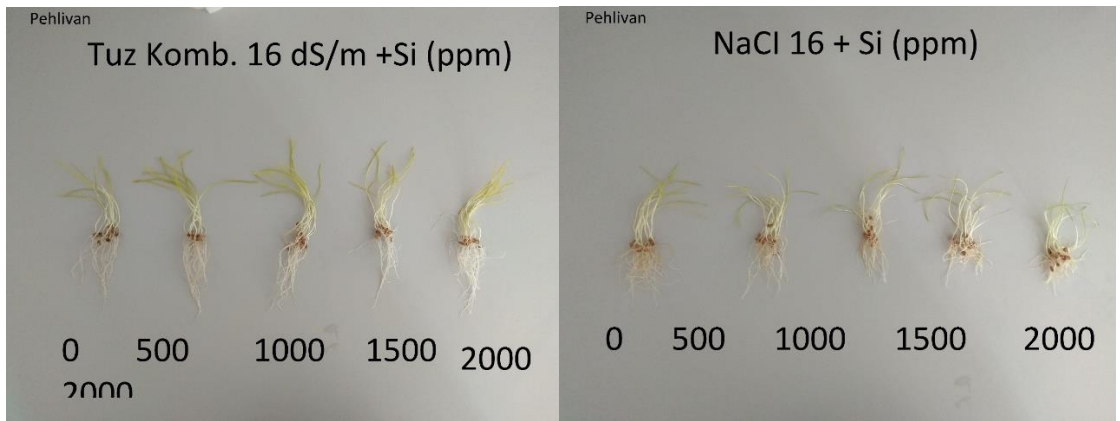 Pehlivan
Tuz Komb. 16 dS/m +Si (ppm)
0 500 1000 1500 2000
2000
Pehlivan
NaCl 16 + Si (ppm)
0 500 1000 1500 2000